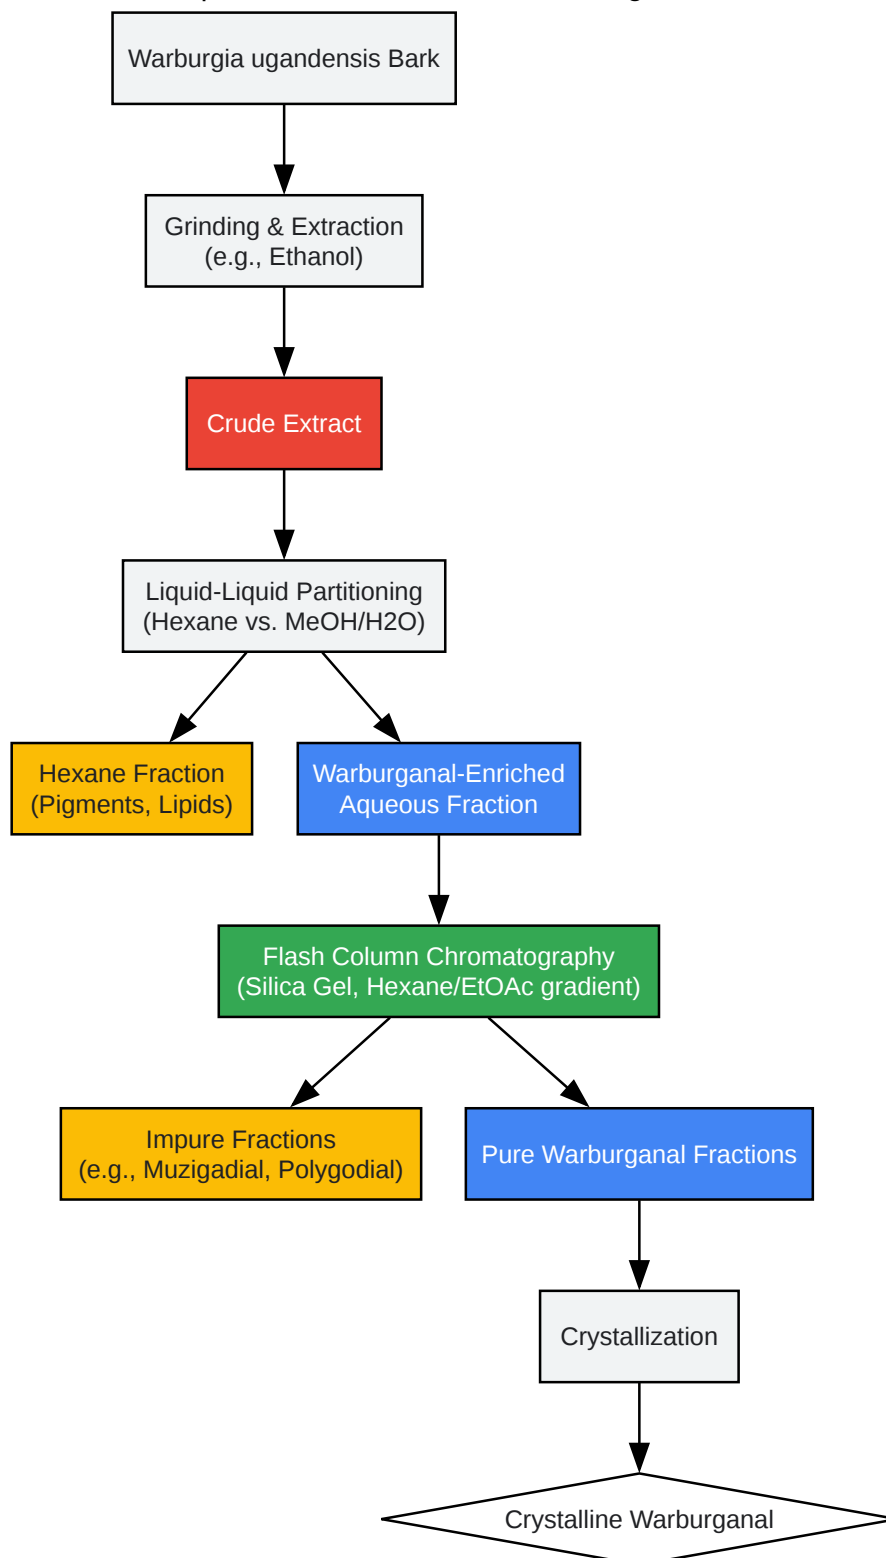 Warburgia ugandensis Bark
Grinding & Extraction
(e.g., Ethanol)
Crude Extract
Liquid-Liquid Partitioning
(Hexane vs. MeOH/H2O)
Hexane Fraction
(Pigments, Lipids)
Warburganal-Enriched
Aqueous Fraction
Flash Column Chromatography
(Silica Gel, Hexane/EtOAc gradient)
Impure Fractions
(e.g., Muzigadial, Polygodial)
Pure Warburganal Fractions
Crystallization
Crystalline Warburganal